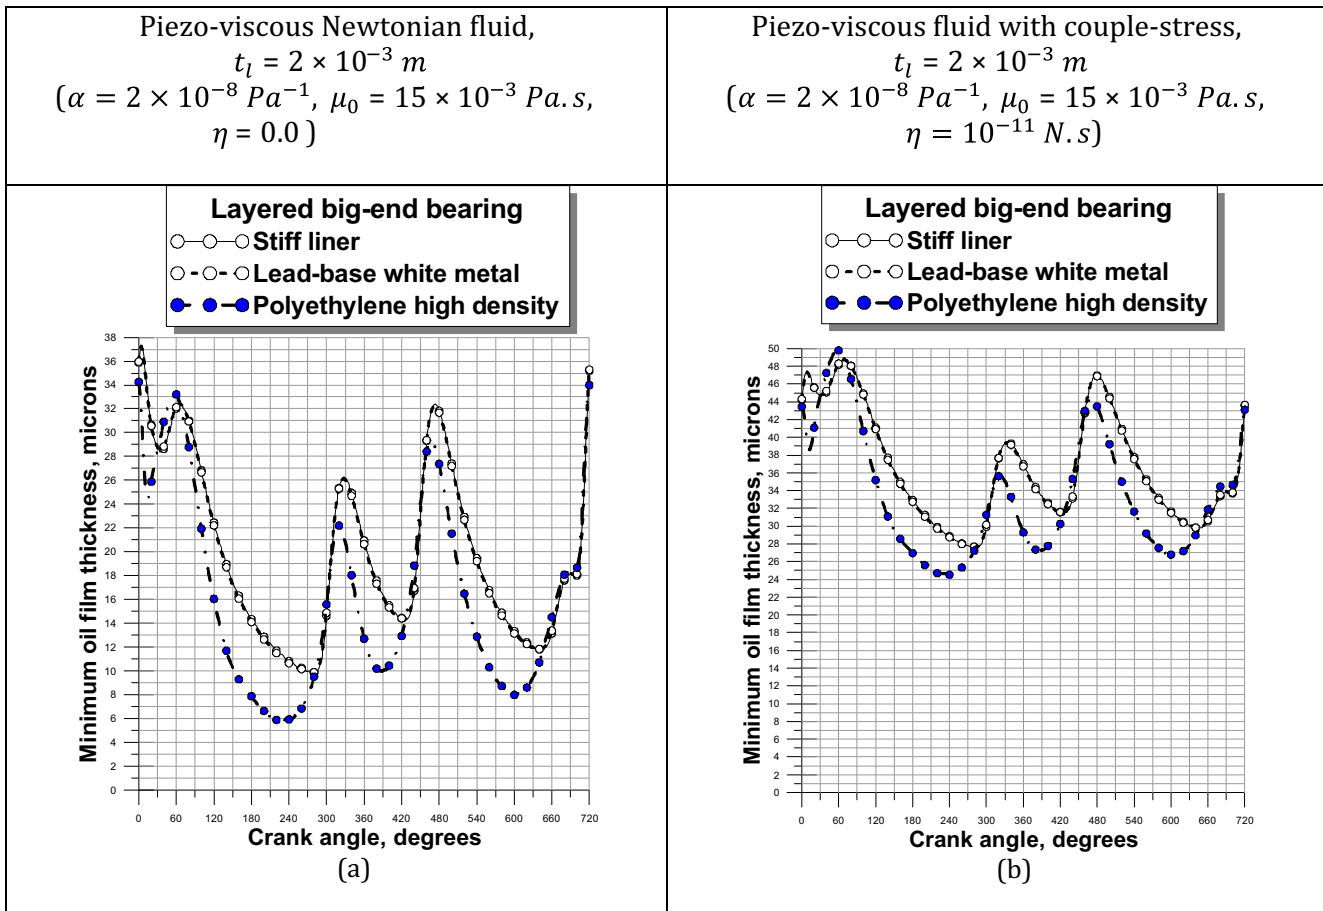 Piezo-viscous Newtonian fluid,
t_l = 2 × 10⁻³ m
(α = 2 × 10⁻⁸ Pa⁻¹, μ₀ = 15 × 10⁻³ Pa.s,
η = 0.0 )
Piezo-viscous fluid with couple-stress,
t_l = 2 × 10⁻³ m
(α = 2 × 10⁻⁸ Pa⁻¹, μ₀ = 15 × 10⁻³ Pa.s,
η = 10⁻¹¹ N.s)
Layered big-end bearing
Stiff liner
Lead-base white metal
Polyethylene high density
Minimum oil film thickness, microns
38
36
34
32
30
28
26
24
22
20
18
16
14
12
10
8
6
4
2
0
0 60 120 180 240 300 360 420 480 540 600 660 720
Crank angle, degrees
(a)
Layered big-end bearing
Stiff liner
Lead-base white metal
Polyethylene high density
Minimum oil film thickness, microns
50
48
46
44
42
40
38
36
34
32
30
28
26
24
22
20
18
16
14
12
10
8
6
4
2
0
0 60 120 180 240 300 360 420 480 540 600 660 720
Crank angle, degrees
(b)